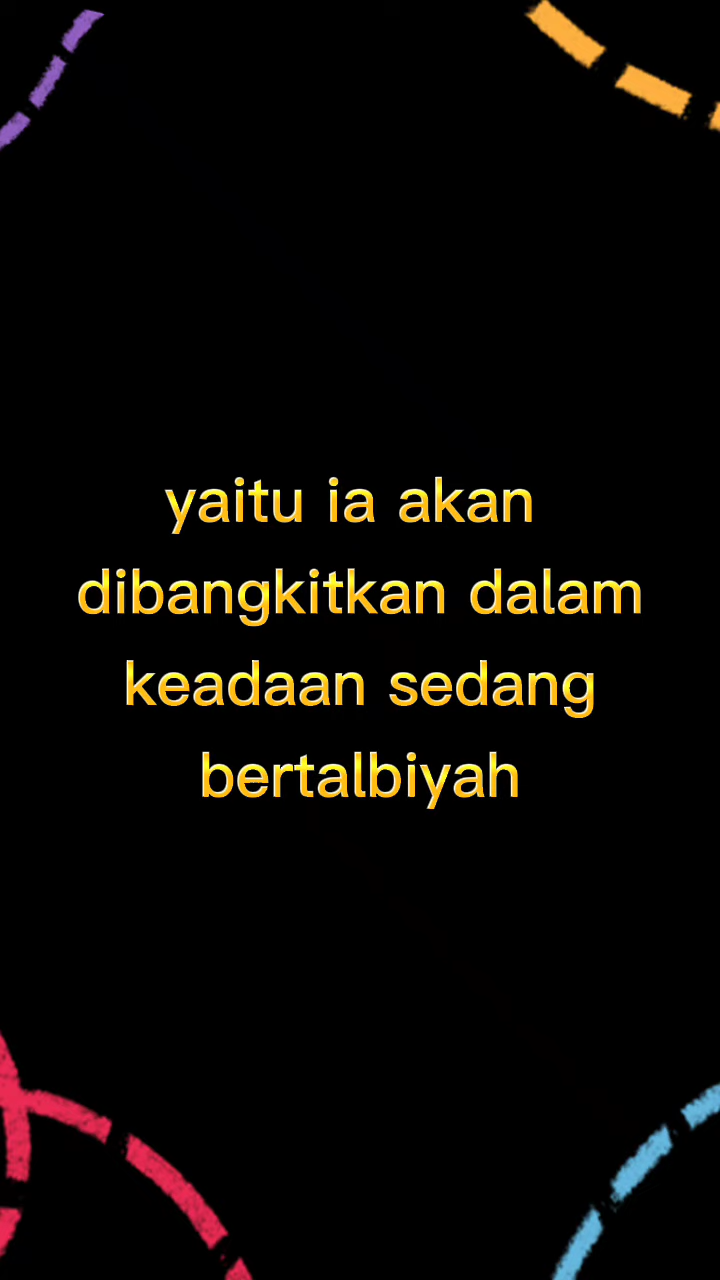 yaitu ia akan
dibangkitkan dalam
keadaan sedang
bertalbiyah